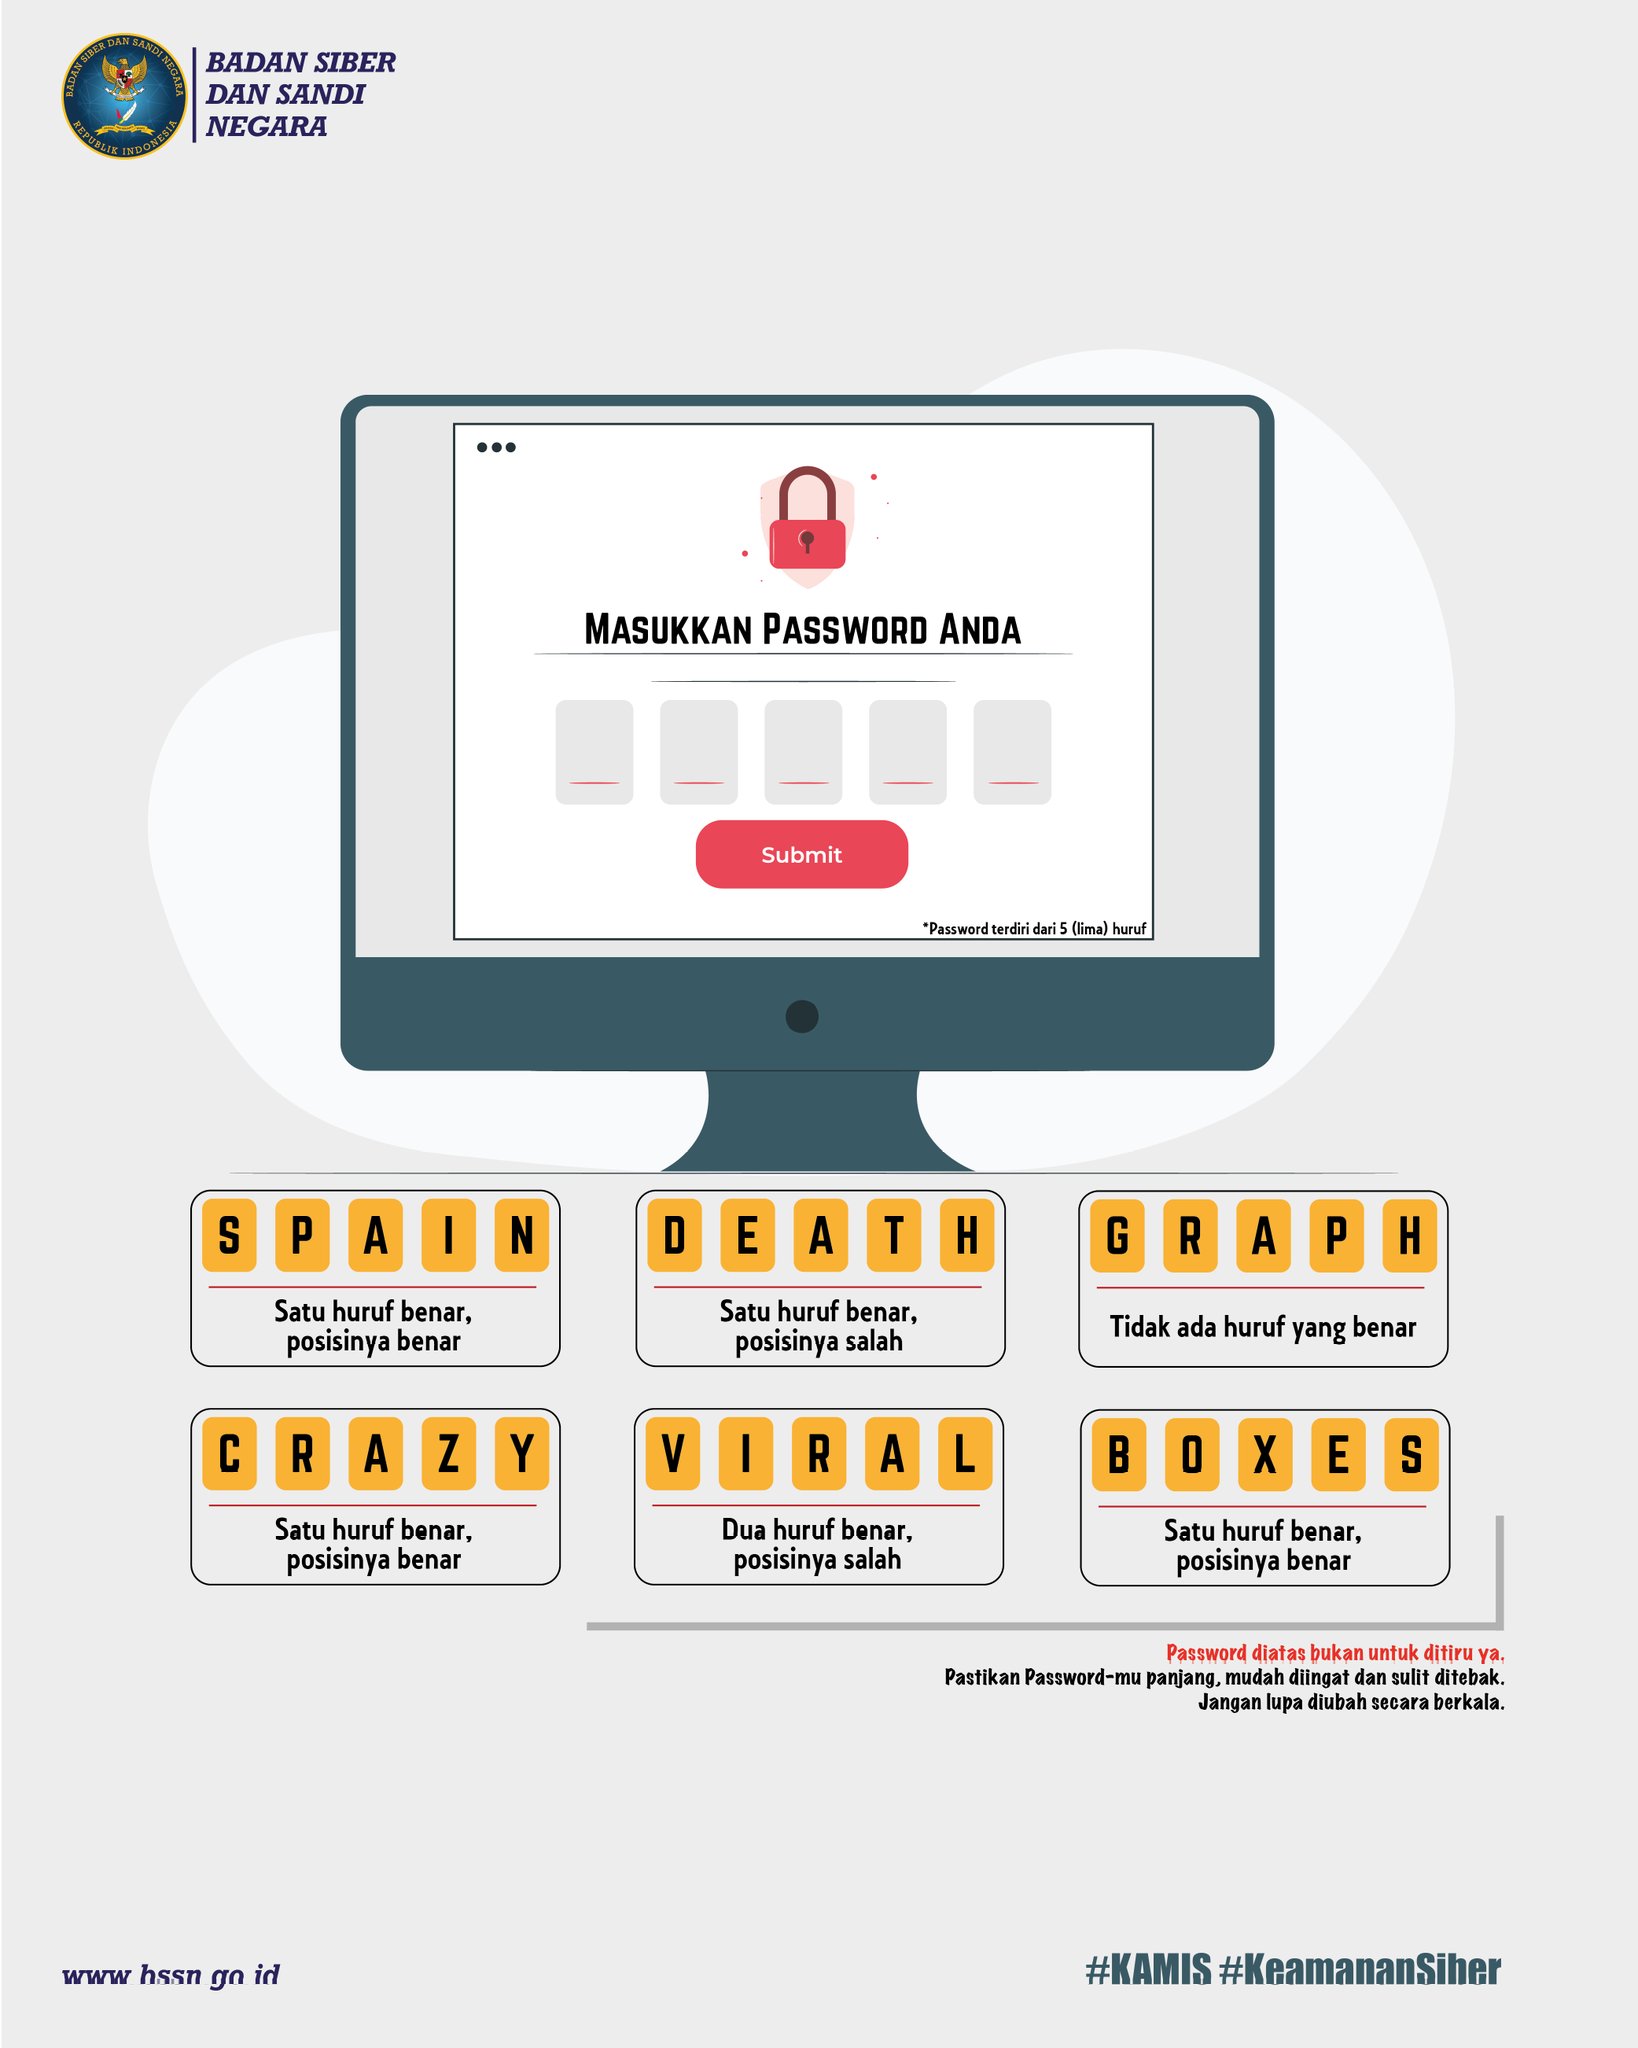 BADAN SIBER DAN SANDI NEGARA
REPUBLIK INDONESIA
BADAN SIBER
DAN SANDI
NEGARA
MASUKKAN PASSWORD ANDA
Submit
*Password terdiri dari 5 (lima) huruf
S P A I N
Satu huruf benar,
posisinya benar
D E A T H
Satu huruf benar,
posisinya salah
G R A P H
Tidak ada huruf yang benar
C R A Z Y
Satu huruf benar,
posisinya benar
V I R A L
Dua huruf benar,
posisinya salah
B O X E S
Satu huruf benar,
posisinya benar
Password diatas bukan untuk ditiru ya.
Pastikan Password-mu panjang, mudah diingat dan sulit ditebak.
Jangan lupa diubah secara berkala.
www.bssn.go.id
#KAMIS #KeamananSiber